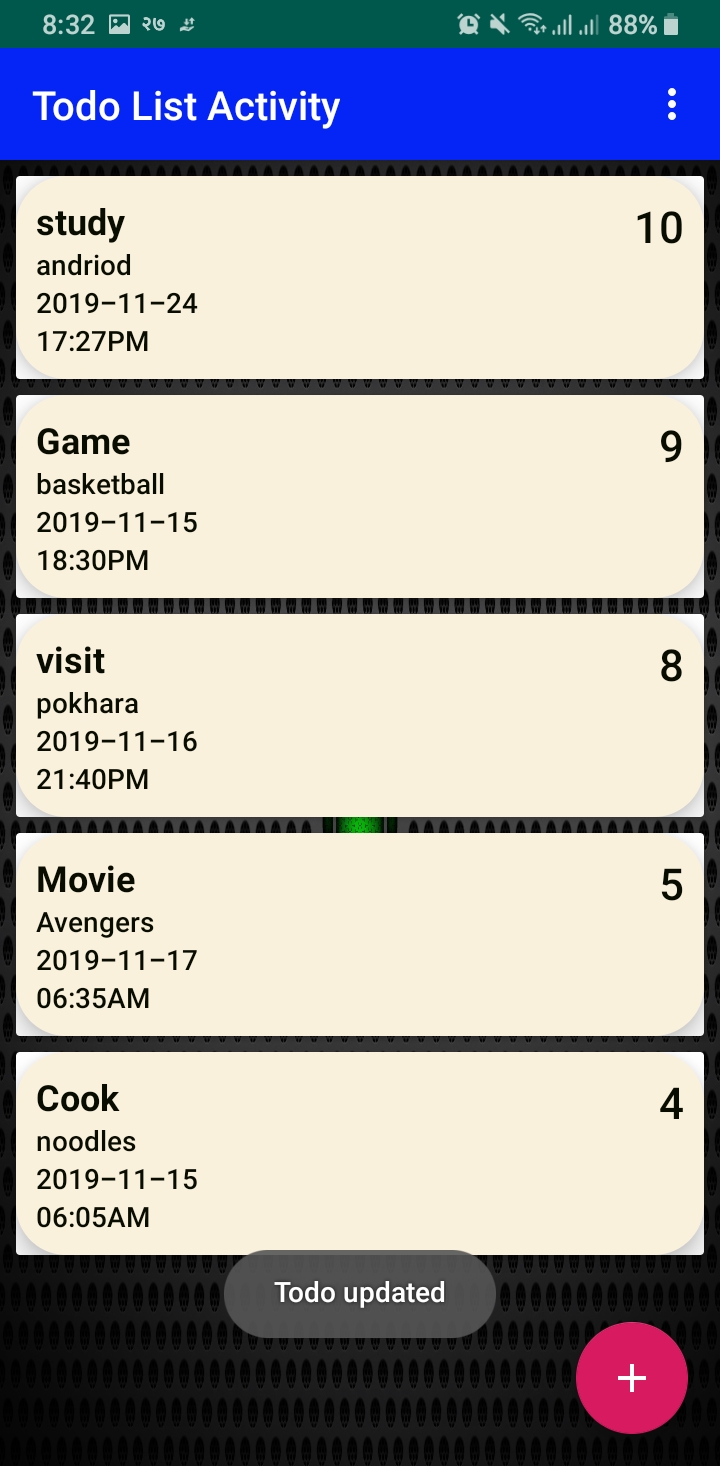 8:32 २७ 88%
Todo List Activity
study 10
andriod
2019-11-24
17:27PM
Game 9
basketball
2019-11-15
18:30PM
visit 8
pokhara
2019-11-16
21:40PM
Movie 5
Avengers
2019-11-17
06:35AM
Cook 4
noodles
2019-11-15
06:05AM
Todo updated